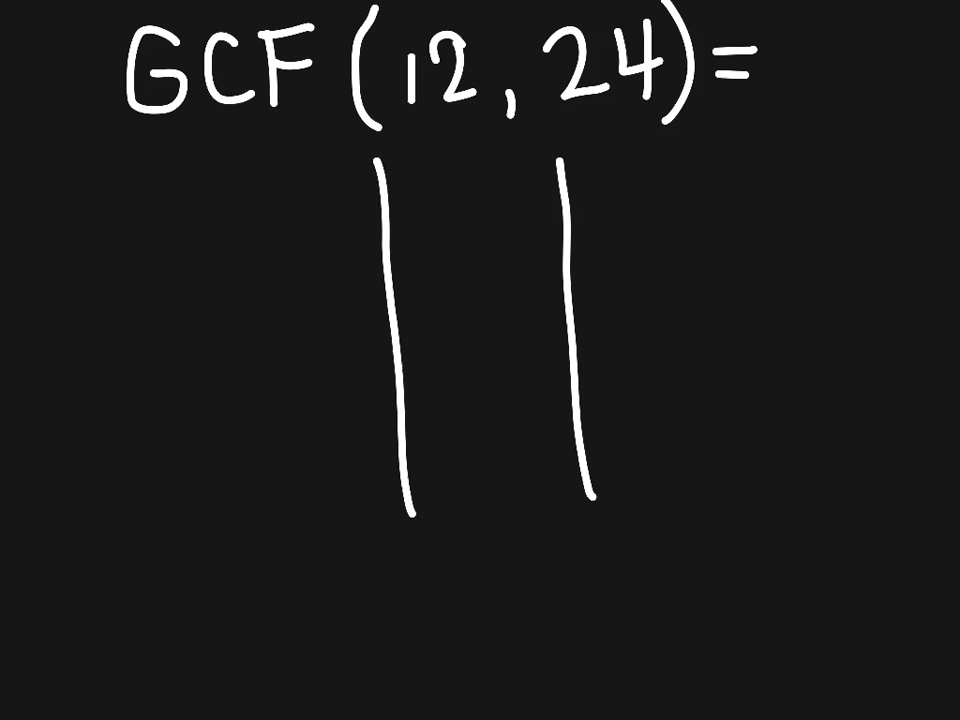 GCF (12, 24) =